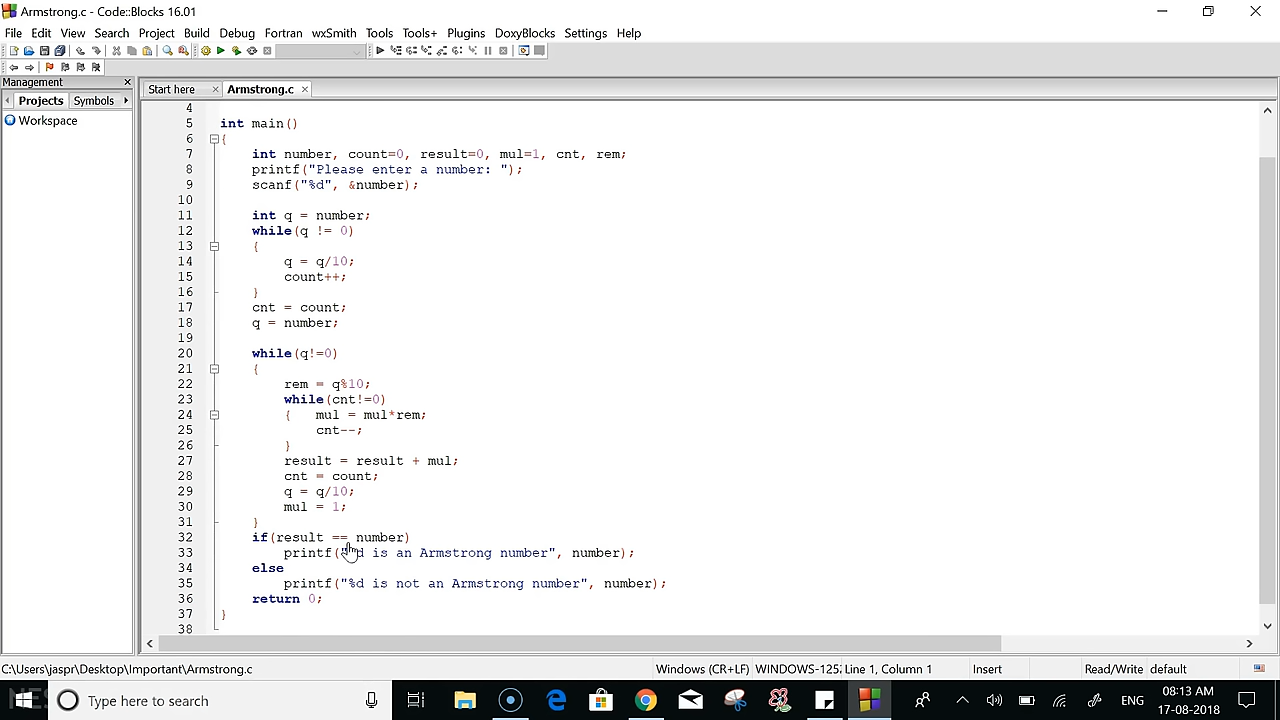 Armstrong.c - Code::Blocks 16.01
File Edit View Search Project Build Debug Fortran wxSmith Tools Tools+ Plugins DoxyBlocks Settings Help
Management
Start here
Armstrong.c
Projects Symbols
Workspace
4
5 int main()
6 {
7 int number, count=0, result=0, mul=1, cnt, rem;
8 printf("Please enter a number: ");
9 scanf("%d", &number);
10
11 int q = number;
12 while(q != 0)
13 {
14 q = q/10;
15 count++;
16 }
17 cnt = count;
18 q = number;
19
20 while(q!=0)
21 {
22 rem = q%10;
23 while(cnt!=0)
24 { mul = mul*rem;
25 cnt--;
26 }
27 result = result + mul;
28 cnt = count;
29 q = q/10;
30 mul = 1;
31 }
32 if(result == number)
33 printf("%d is an Armstrong number", number);
34 else
35 printf("%d is not an Armstrong number", number);
36 return 0;
37 }
38
C:\Users\jaspr\Desktop\Important\Armstrong.c Windows (CR+LF) WINDOWS-125 Line 1, Column 1 Insert Read/Write default
Type here to search
ENG
08:13 AM
17-08-2018